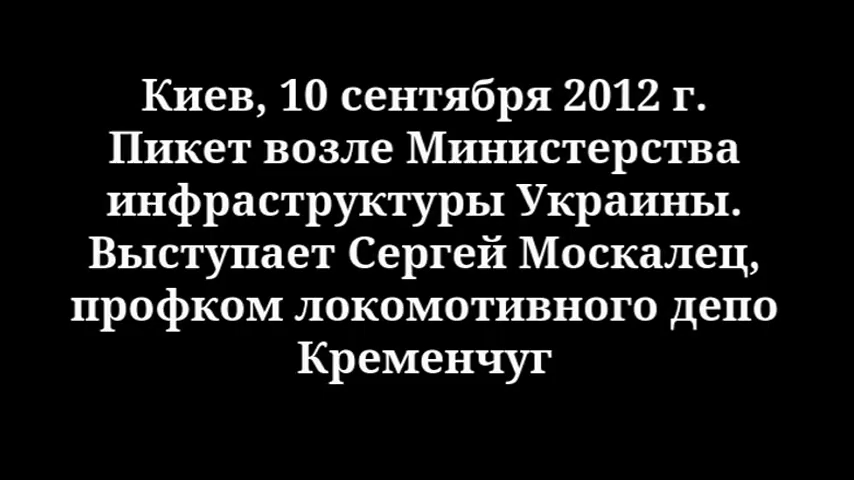 Киев, 10 сентября 2012 г.
Пикет возле Министерства
инфраструктуры Украины.
Выступает Сергей Москалец,
профком локомотивного депо
Кременчуг